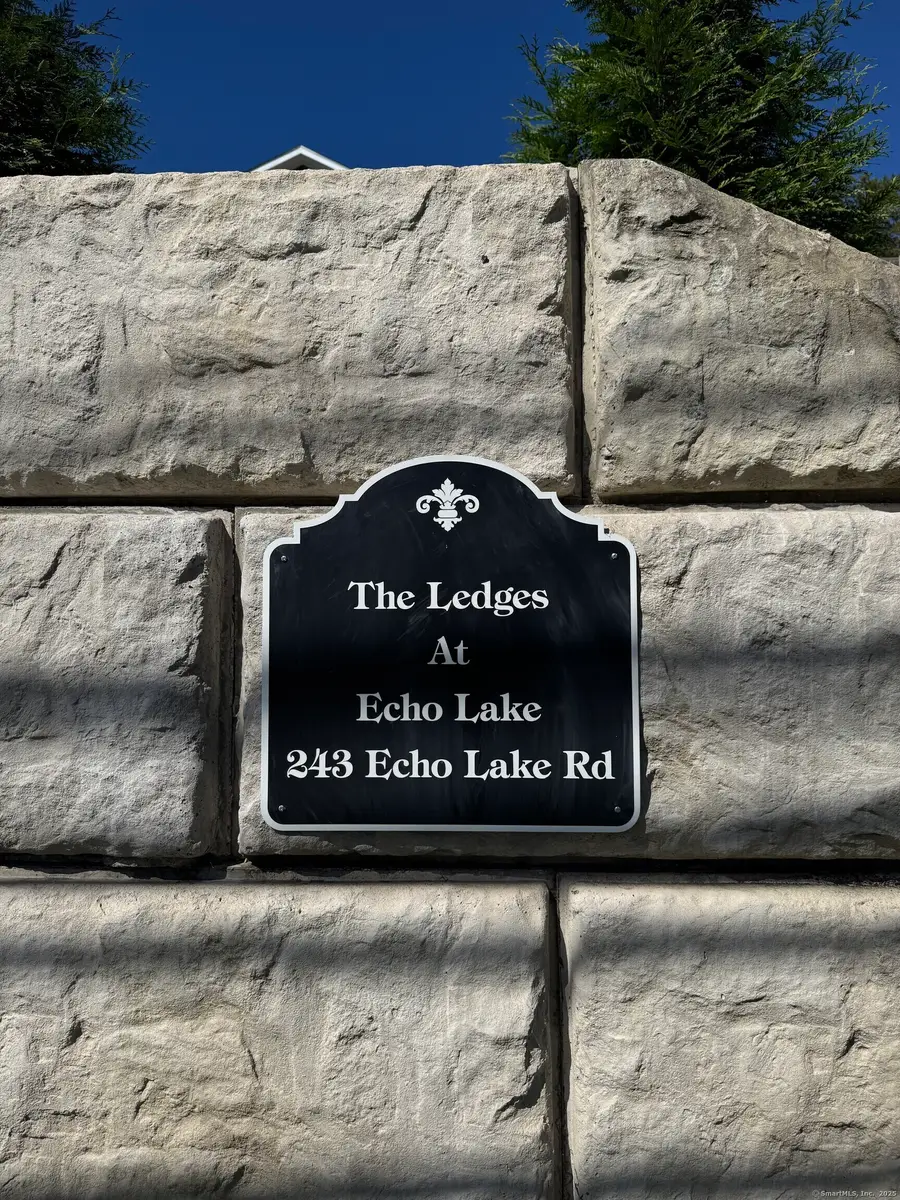 The Ledges
At
Echo Lake
243 Echo Lake Rd
© SmartMLS, Inc. 2025